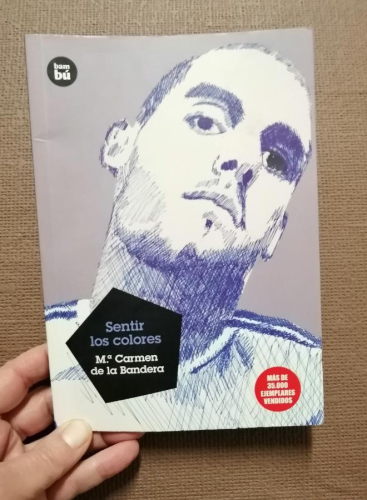 bam
bú
Sentir
los colores
M.ª Carmen
de la Bandera
MÁS DE
35.000
EJEMPLARES
VENDIDOS